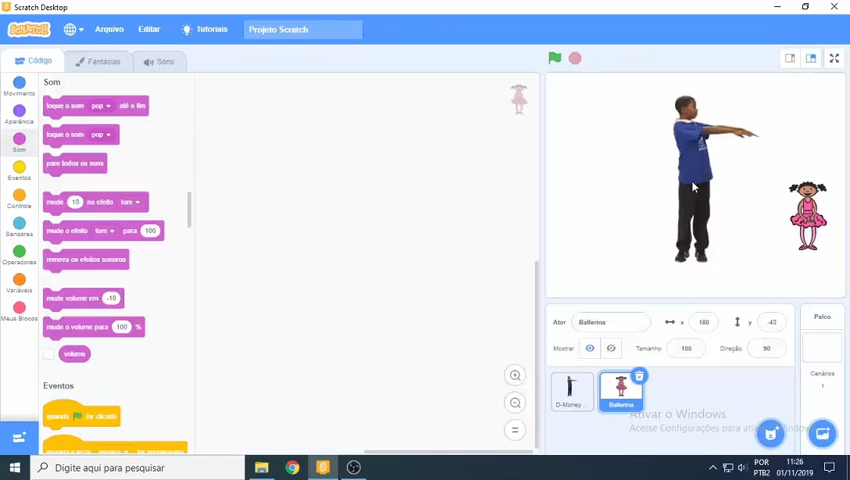 Scratch Desktop
SCRATCH Arquivo Editar Tutoriais Projeto Scratch
Código Fantasias Sons
Som
Movimento
toque o som pop até o fim
Aparência
toque o som pop
Som
pare todos os sons
Eventos
mude 10 no efeito tom
Controle
mude o efeito tom para 100
Sensores
remova os efeitos sonoros
Operadores
mude volume em -10
Variáveis
mude o volume para 100 %
Meus Blocos
volume
Eventos
quando for clicado
Ator Ballerina x 180 y -43
Mostrar Tamanho 100 Direção 90
D-Money ...
Ballerina
Palco
Cenários
1
Ativar o Windows
Acesse Configurações para ativar o Windows.
Digite aqui para pesquisar
POR
PTB2
11:26
01/11/2019